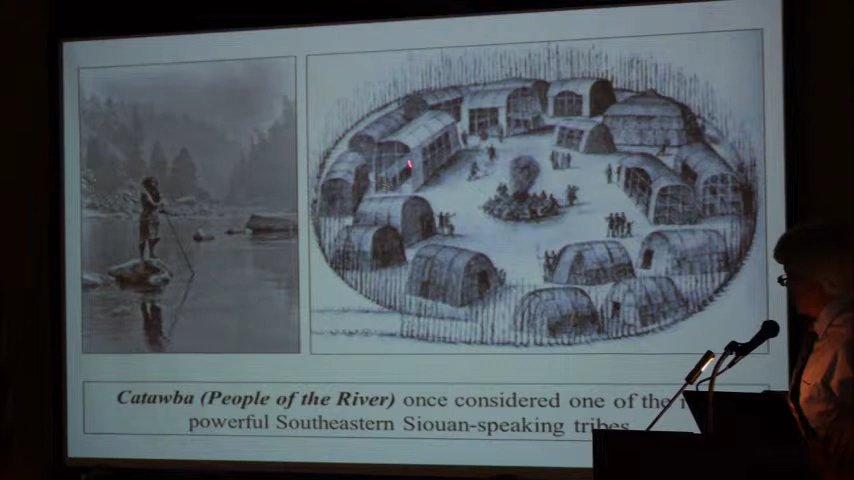 Catawba (People of the River) once considered one of the
powerful Southeastern Siouan-speaking tribes